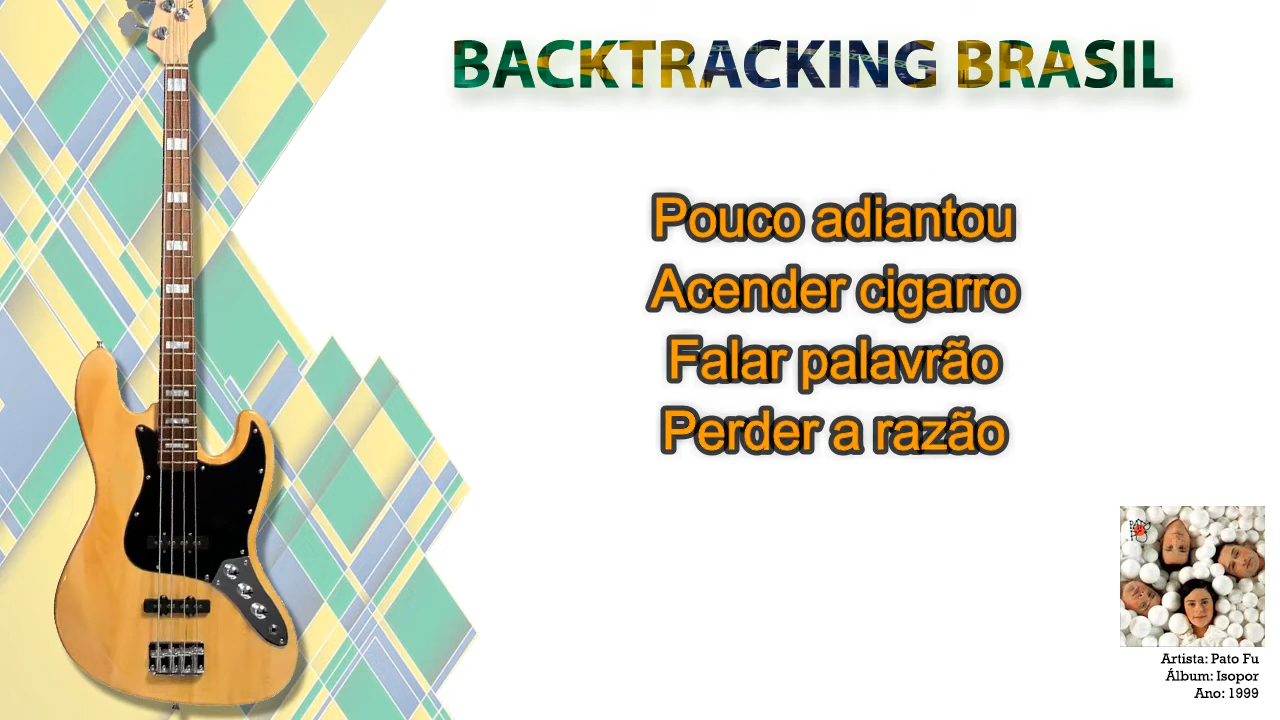 BACKTRACKING BRASIL
Pouco adiantou
Acender cigarro
Falar palavrão
Perder a razão
Artista: Pato Fu
Álbum: Isopor
Ano: 1999